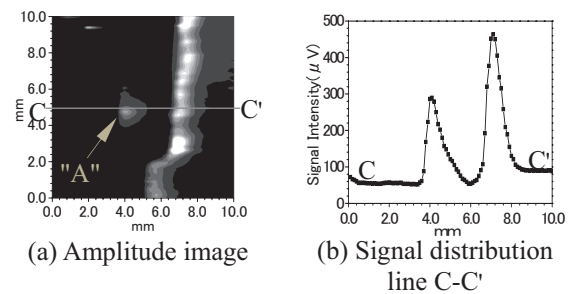 10.0
8.0
6.0
mm
4.0
2.0
0.0
C
C'
"A"
0.0 2.0 4.0 6.0 8.0 10.0
mm
(a) Amplitude image
Signal Intensity(μV)
500
400
300
200
100
0
C
C'
0.0 2.0 4.0 6.0 8.0 10.0
mm
(b) Signal distribution
line C-C'